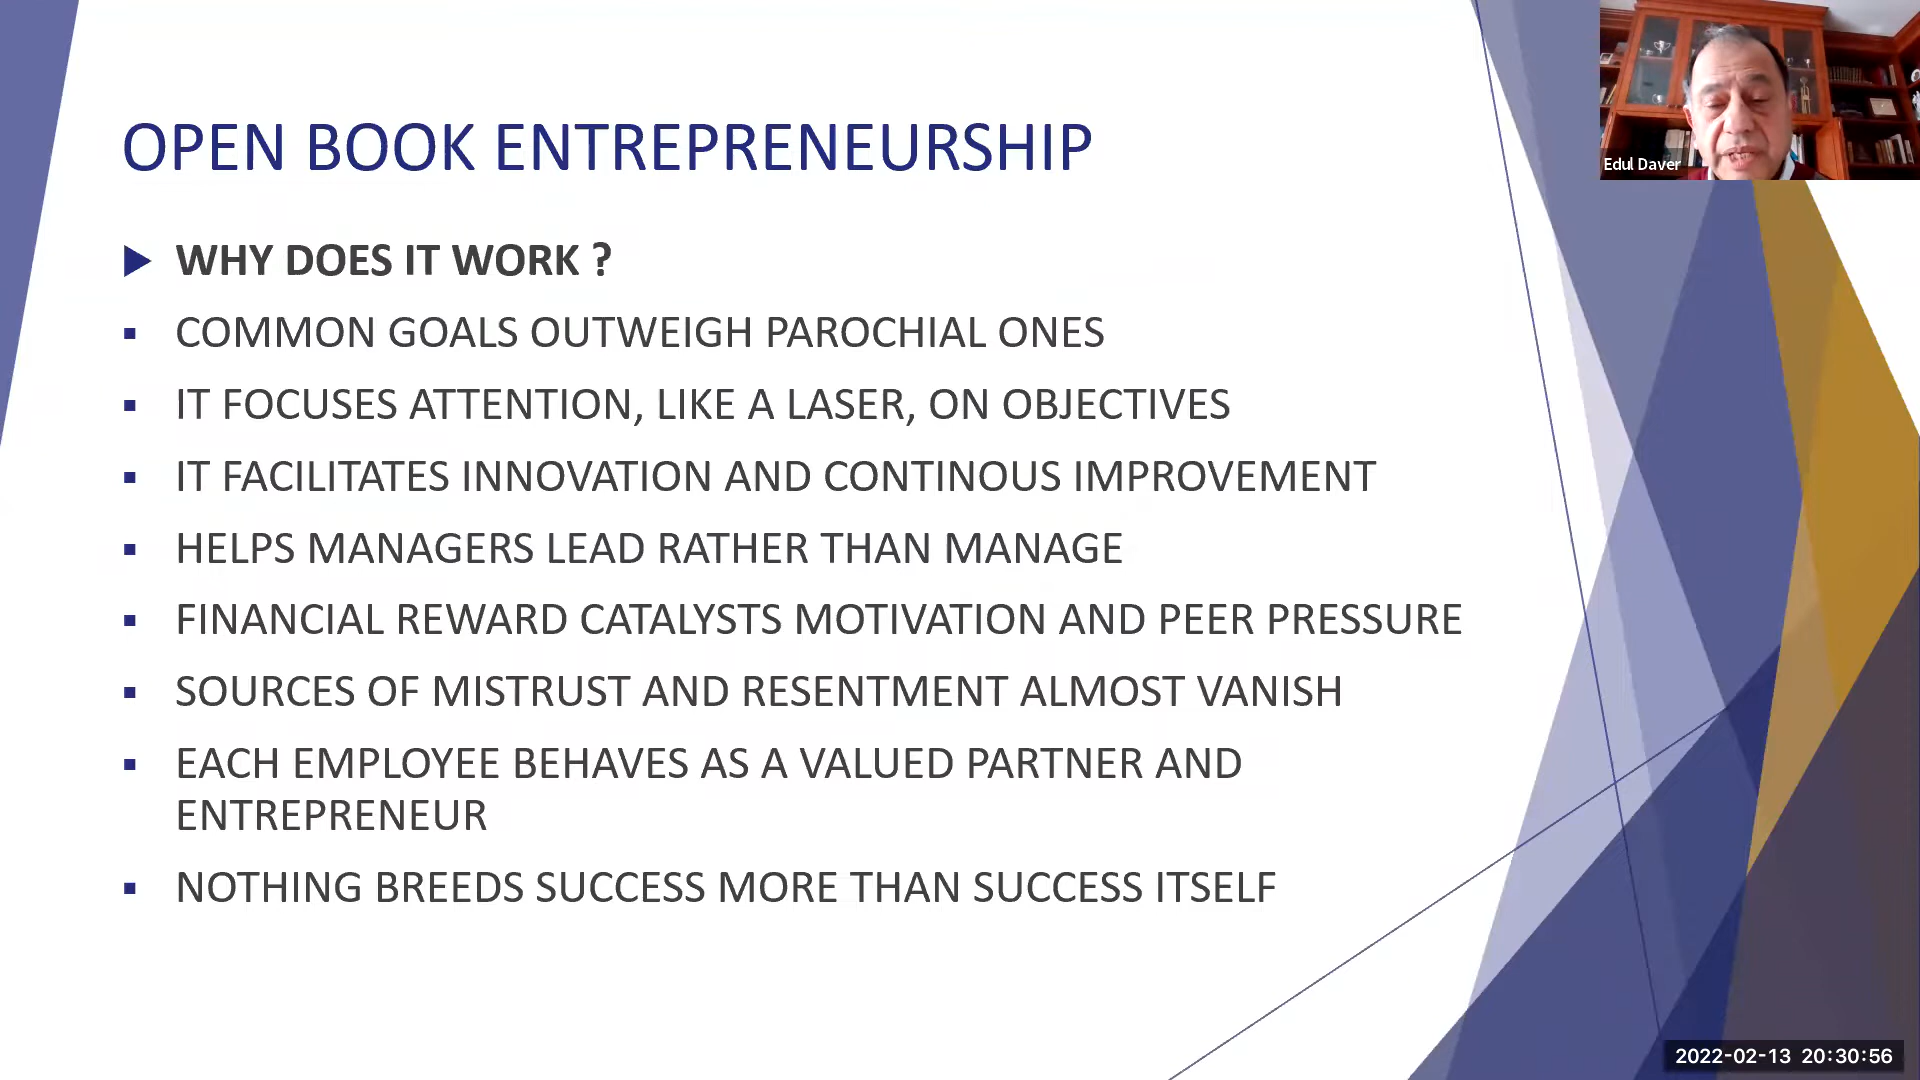 OPEN BOOK ENTREPRENEURSHIP
Edul Daver
WHY DOES IT WORK ?
COMMON GOALS OUTWEIGH PAROCHIAL ONES
IT FOCUSES ATTENTION, LIKE A LASER, ON OBJECTIVES
IT FACILITATES INNOVATION AND CONTINOUS IMPROVEMENT
HELPS MANAGERS LEAD RATHER THAN MANAGE
FINANCIAL REWARD CATALYSTS MOTIVATION AND PEER PRESSURE
SOURCES OF MISTRUST AND RESENTMENT ALMOST VANISH
EACH EMPLOYEE BEHAVES AS A VALUED PARTNER AND
ENTREPRENEUR
NOTHING BREEDS SUCCESS MORE THAN SUCCESS ITSELF
2022-02-13 20:30:56